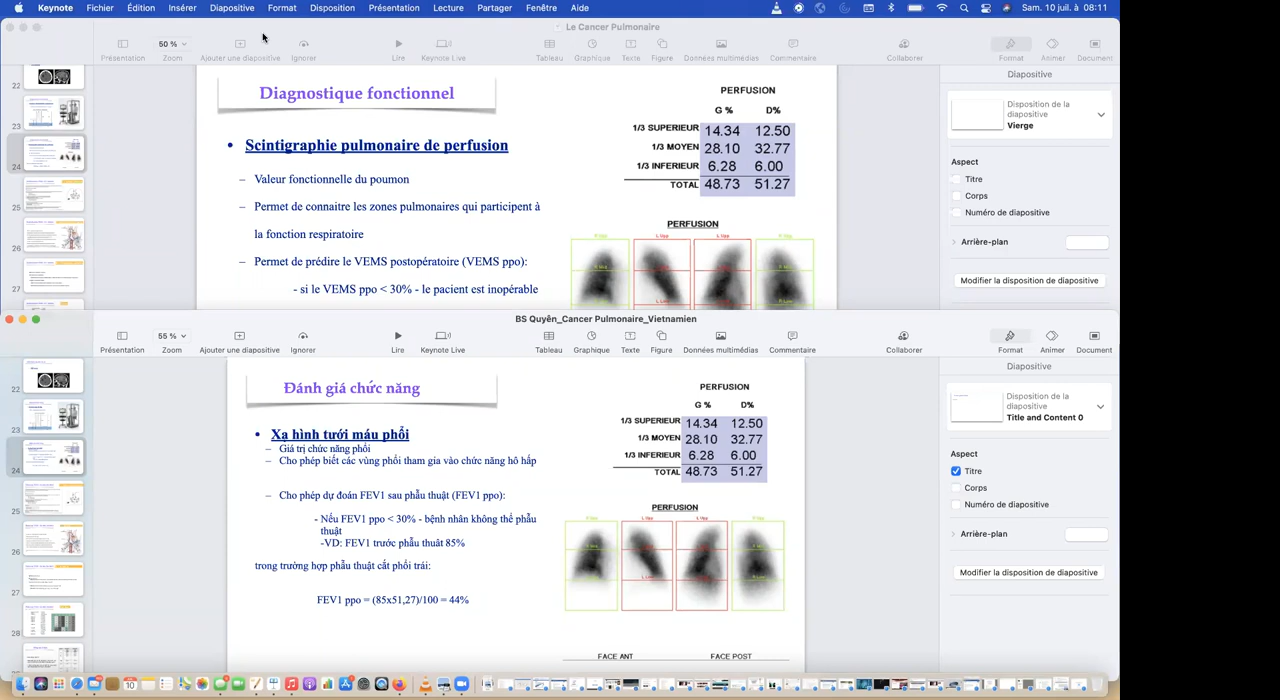 Keynote Fichier Édition Insérer Diapositive Format Disposition Présentation Lecture Partager Fenêtre Aide Sam. 10 juil. à 08:11
Le Cancer Pulmonaire
50 %
Présentation Zoom Ajouter une diapositive Ignorer Lire Keynote Live Tableau Graphique Texte Figure Données multimédias Commentaire Collaborer Format Animer Document
22
23
24
25
26
27
Diagnostique fonctionnel
• Scintigraphie pulmonaire de perfusion
– Valeur fonctionnelle du poumon
– Permet de connaitre les zones pulmonaires qui participent à
la fonction respiratoire
– Permet de prédire le VEMS postopératoire (VEMS ppo):
- si le VEMS ppo < 30% - le pacient est inopérable
PERFUSION
G % D%
1/3 SUPERIEUR 14.34 12.50
1/3 MOYEN 28.10 32.77
1/3 INFERIEUR 6.28 6.00
TOTAL 48.73 51.27
PERFUSION
Diapositive
Disposition de la
diapositive
Vierge
Aspect
Titre
Corps
Numéro de diapositive
Arrière-plan
Modifier la disposition de diapositive
BS Quyên_Cancer Pulmonaire_Vietnamien
55 %
Présentation Zoom Ajouter une diapositive Ignorer Lire Keynote Live Tableau Graphique Texte Figure Données multimédias Commentaire Collaborer Format Animer Document
22
23
24
25
26
27
28
Đánh giá chức năng
• Xạ hình tưới máu phổi
– Giá trị chức năng phổi
– Cho phép biết các vùng phổi tham gia vào chức năng hô hấp
– Cho phép dự đoán FEV1 sau phẫu thuật (FEV1 ppo):
- Nếu FEV1 ppo < 30% - bệnh nhân không thể phẫu
thuật
-VD: FEV1 trước phẫu thuật 85%
trong trường hợp phẫu thuật cắt phổi trái:
FEV1 ppo = (85x51,27)/100 = 44%
PERFUSION
G % D%
1/3 SUPERIEUR 14.34 12.50
1/3 MOYEN 28.10 32.77
1/3 INFERIEUR 6.28 6.00
TOTAL 48.73 51.27
PERFUSION
FACE ANT FACE POST
Diapositive
Disposition de la
diapositive
Title and Content 0
Aspect
Titre
Corps
Numéro de diapositive
Arrière-plan
Modifier la disposition de diapositive